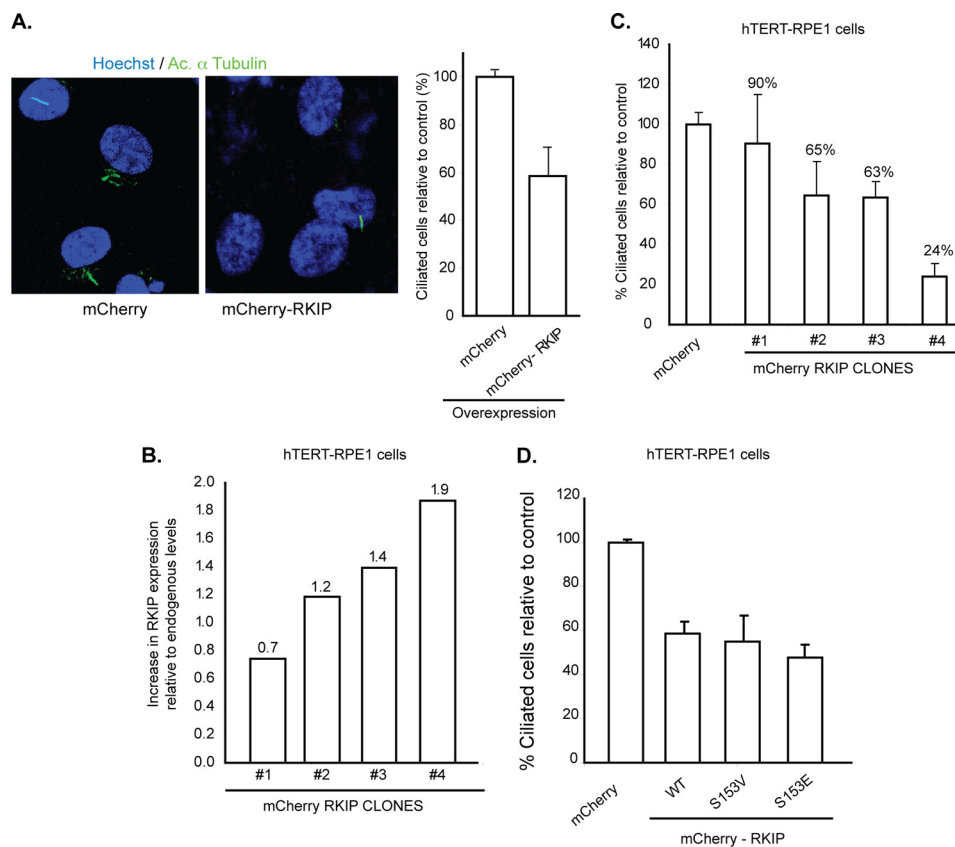 A.
Hoechst / Ac. α Tubulin
mCherry
mCherry-RKIP
Ciliated cells relative to control (%)
100
80
60
40
20
0
mCherry
mCherry- RKIP
Overexpression
C.
hTERT-RPE1 cells
% Ciliated cells relative to control
140
120
100
80
60
40
20
0
90%
65%
63%
24%
mCherry
#1
#2
#3
#4
mCherry RKIP CLONES
B.
hTERT-RPE1 cells
Increase in RKIP expression
relative to endogenous levels
2.0
1.8
1.6
1.4
1.2
1.0
0.8
0.6
0.4
0.2
0.0
0.7
1.2
1.4
1.9
#1
#2
#3
#4
mCherry RKIP CLONES
D.
hTERT-RPE1 cells
% Ciliated cells relative to control
120
100
80
60
40
20
0
mCherry
WT
S153V
S153E
mCherry - RKIP